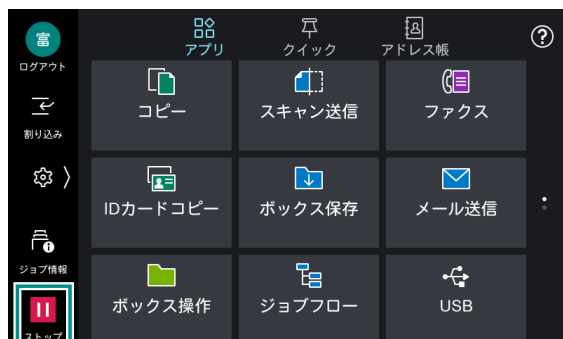 富
ログアウト
割り込み
ジョブ情報
ストップ
アプリ
クイック
アドレス帳
?
コピー
スキャン送信
ファクス
IDカードコピー
ボックス保存
メール送信
ボックス操作
ジョブフロー
USB